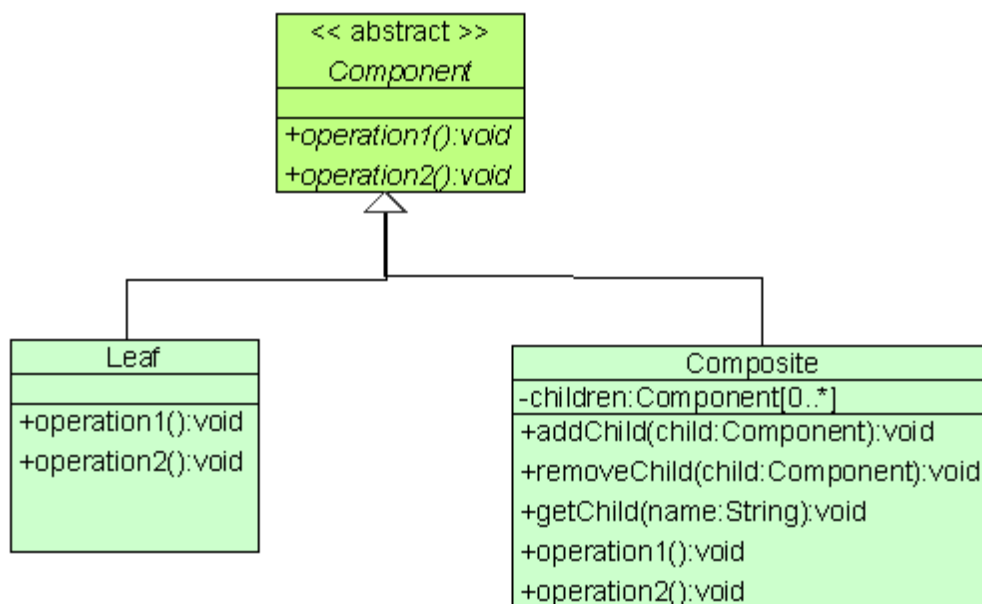 << abstract >>
Component
+operation1():void
+operation2():void
Leaf
+operation1():void
+operation2():void
Composite
-children:Component[0..*]
+addChild(child:Component):void
+removeChild(child:Component):void
+getChild(name:String):void
+operation1():void
+operation2():void